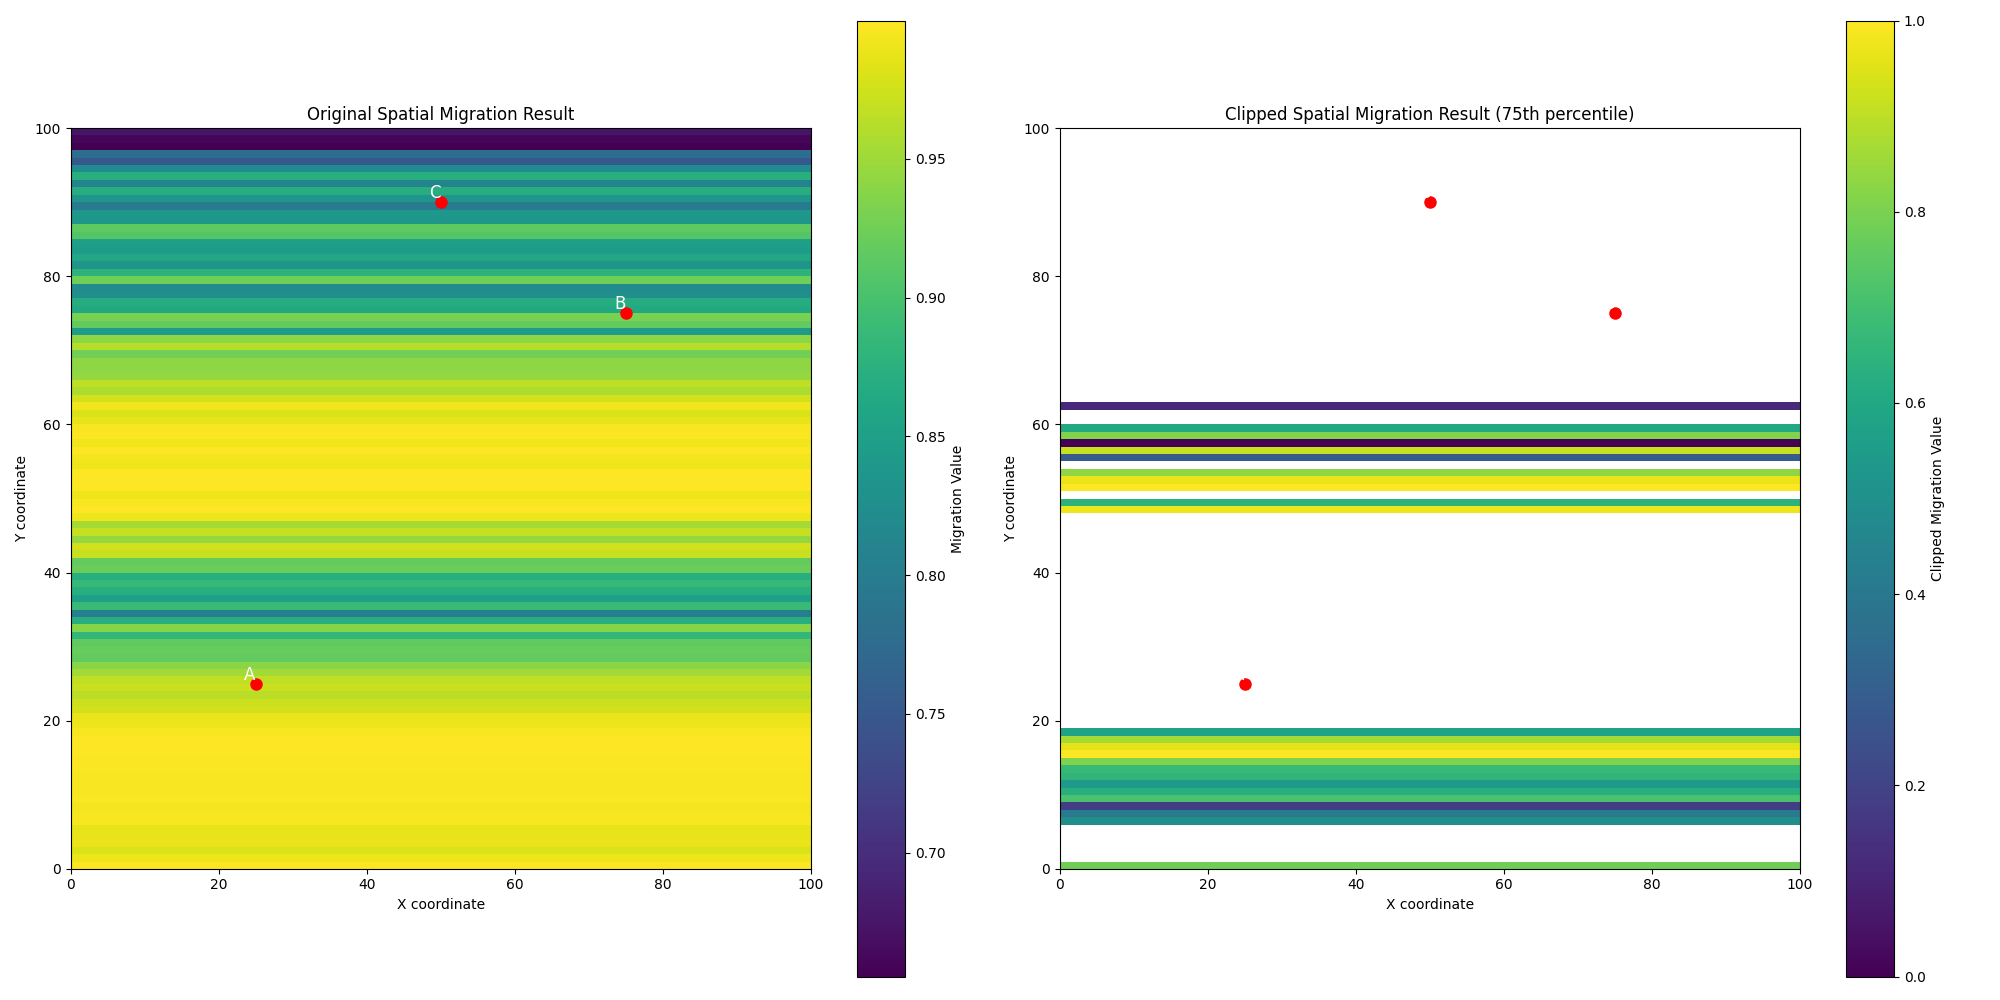 Original Spatial Migration Result
100
80
60
40
20
0
Y coordinate
C
B
A
0 20 40 60 80 100
X coordinate
0.95
0.90
0.85
0.80
0.75
0.70
Migration Value
Clipped Spatial Migration Result (75th percentile)
100
80
60
40
20
0
Y coordinate
0 20 40 60 80 100
X coordinate
1.0
0.8
0.6
0.4
0.2
0.0
Clipped Migration Value